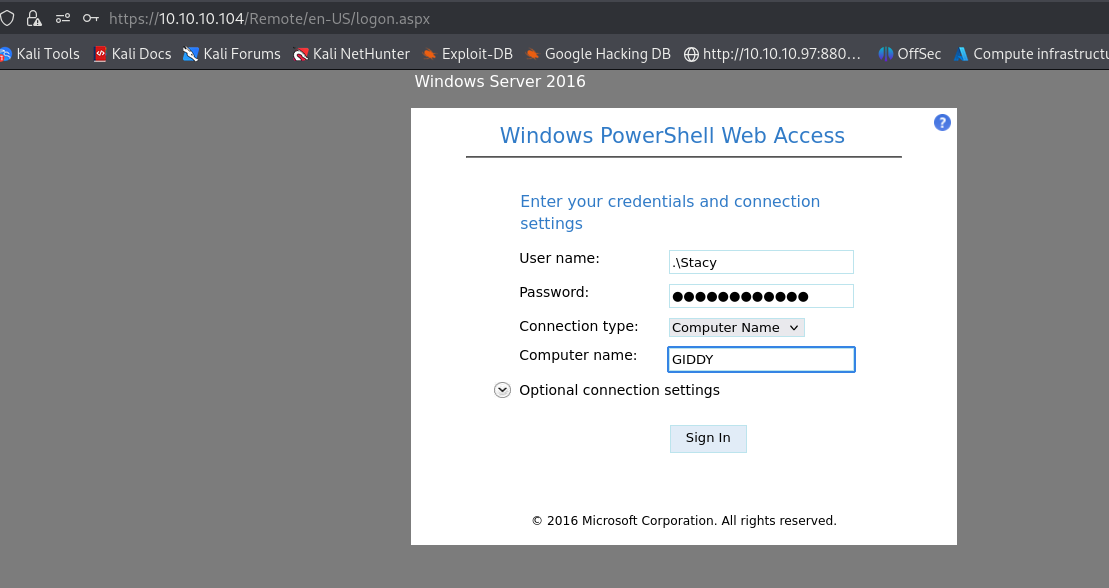 https://10.10.10.104/Remote/en-US/logon.aspx
Kali Tools Kali Docs Kali Forums Kali NetHunter Exploit-DB Google Hacking DB http://10.10.10.97:880… OffSec Compute infrastructu
Windows Server 2016
Windows PowerShell Web Access
?
Enter your credentials and connection
settings
User name: .\Stacy
Password: ●●●●●●●●●●●●
Connection type: Computer Name
Computer name: GIDDY
Optional connection settings
Sign In
© 2016 Microsoft Corporation. All rights reserved.